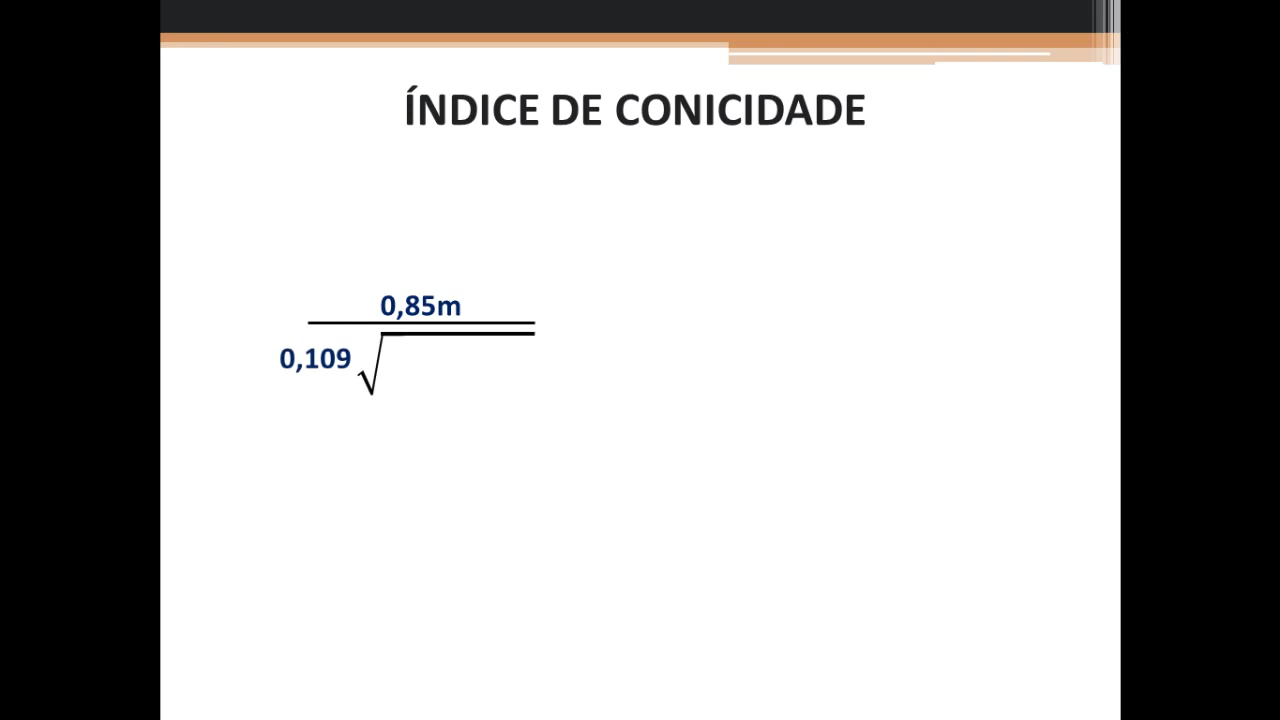 ÍNDICE DE CONICIDADE
0,85m
0,109 √